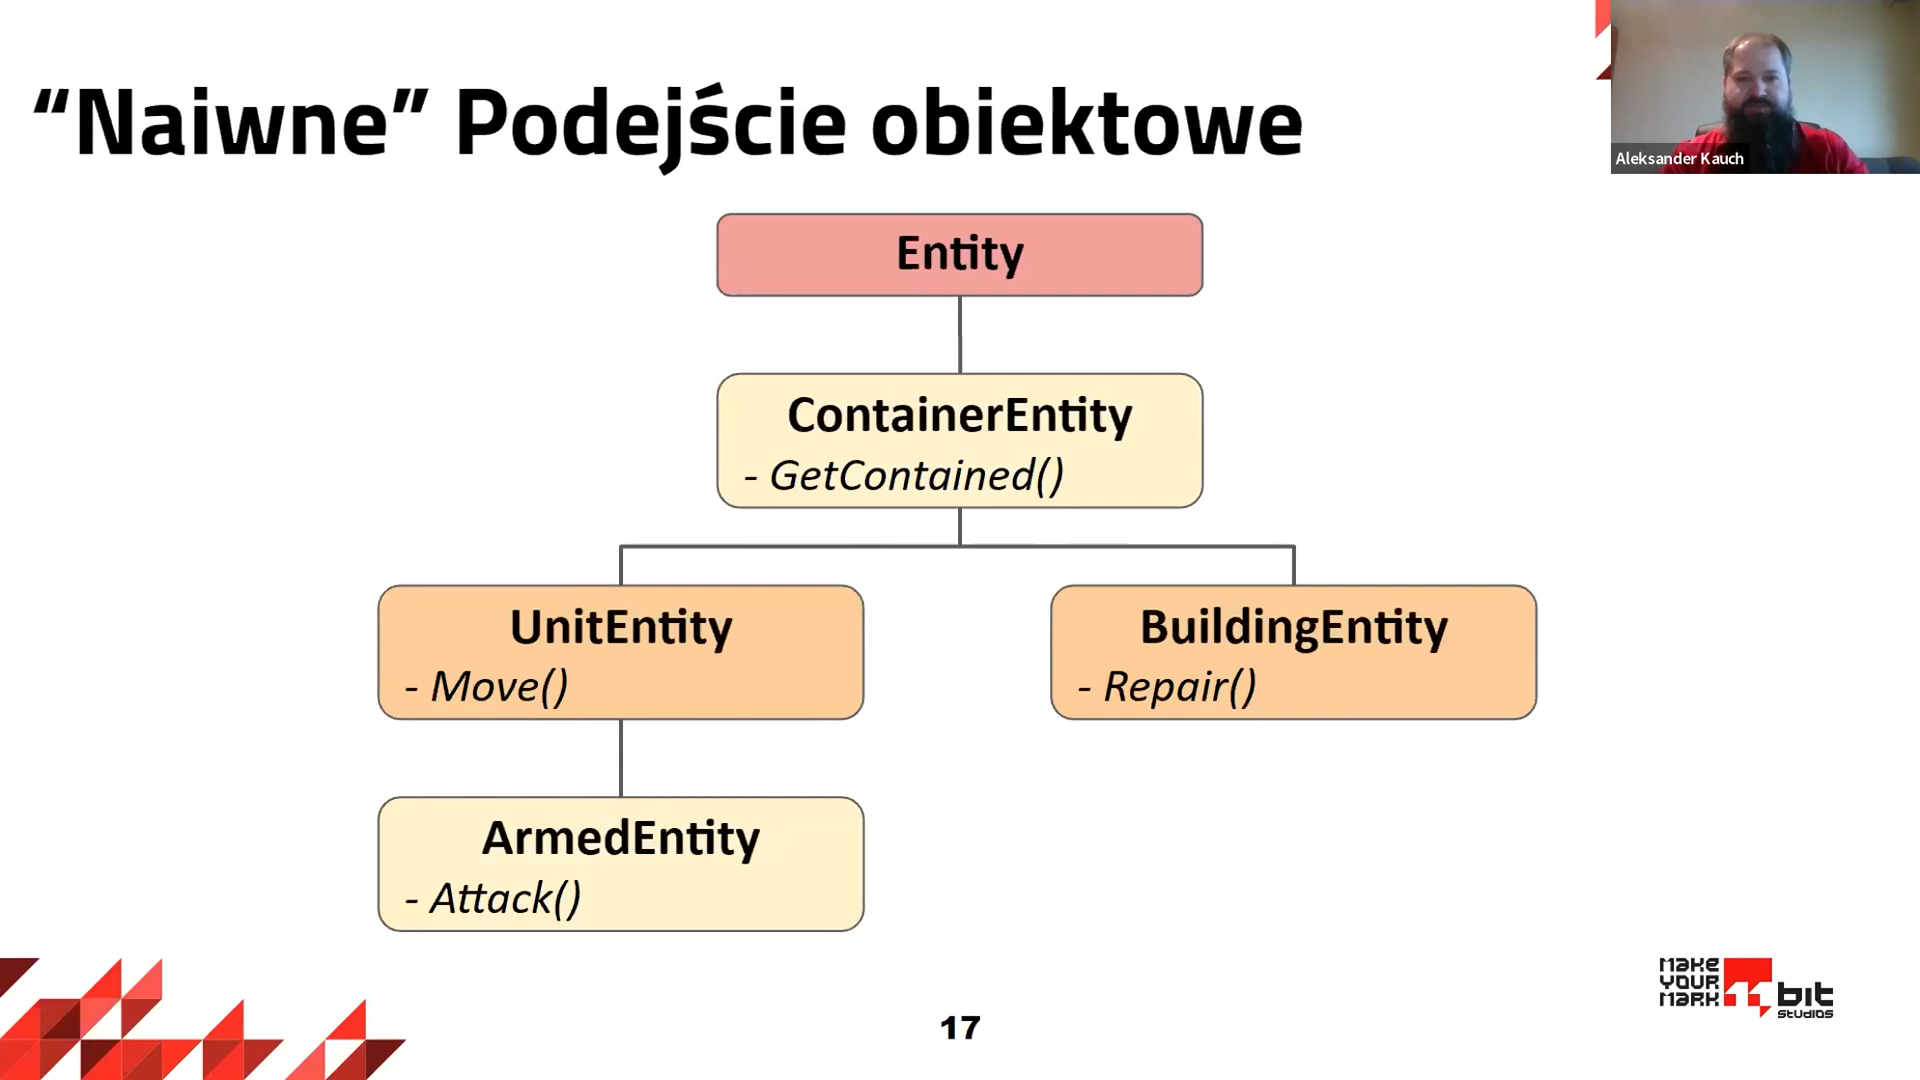 “Naiwne” Podejście obiektowe
Aleksander Kauch
Entity
ContainerEntity
- GetContained()
UnitEntity
- Move()
BuildingEntity
- Repair()
ArmedEntity
- Attack()
MAKE
YOUR
MARK
11 bit
STUDIOS
17